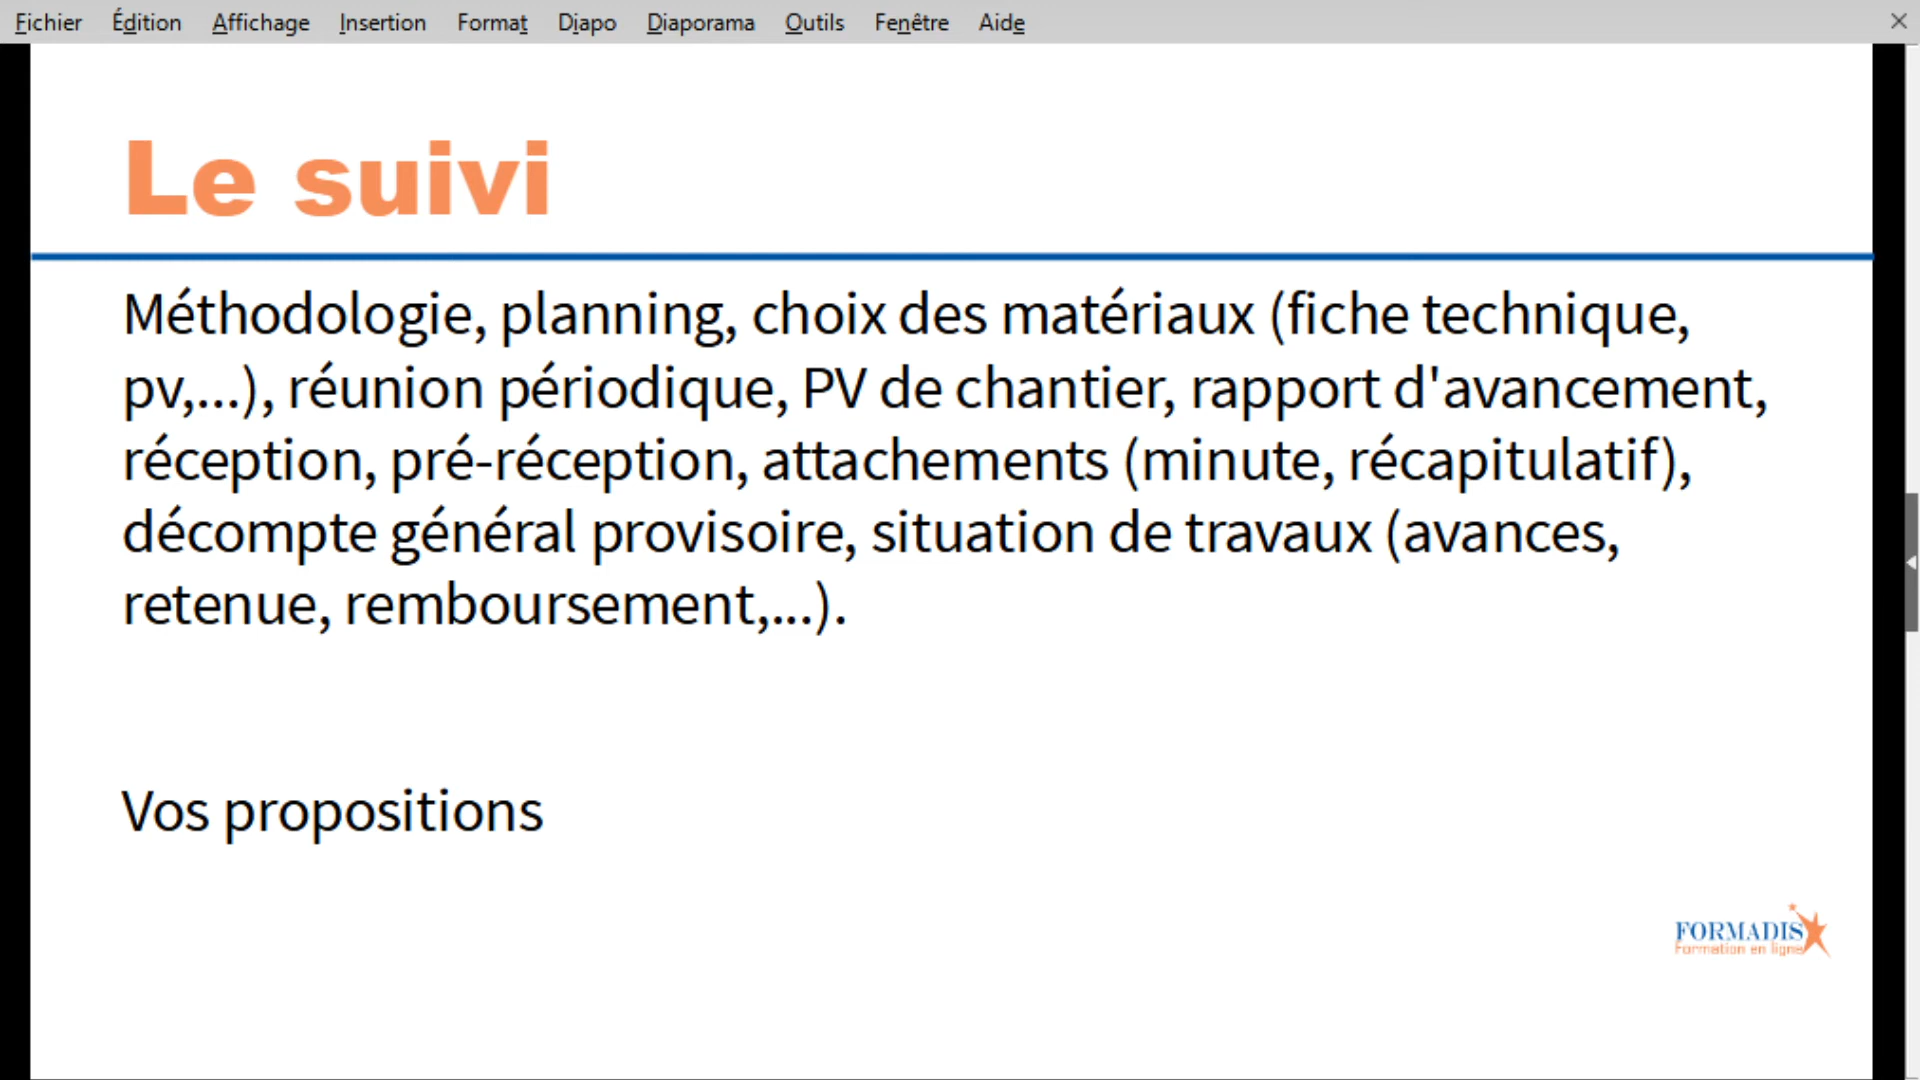 Fichier Édition Affichage Insertion Format Diapo Diaporama Outils Fenêtre Aide
Le suivi
Méthodologie, planning, choix des matériaux (fiche technique,
pv,...), réunion périodique, PV de chantier, rapport d'avancement,
réception, pré-réception, attachements (minute, récapitulatif),
décompte général provisoire, situation de travaux (avances,
retenue, remboursement,...).
Vos propositions
FORMADIS
Formation en ligne